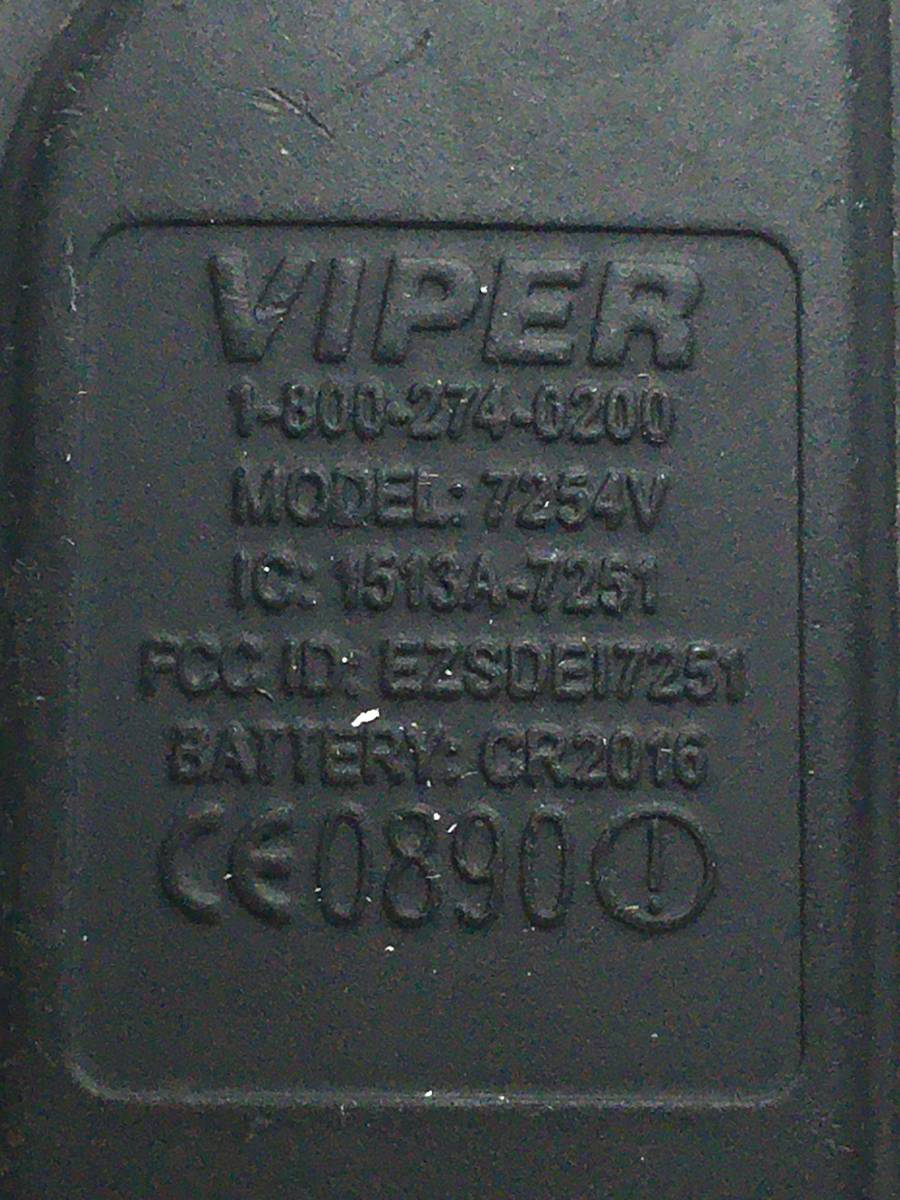 VIPER
1-800-274-0200
MODEL: 7254V
IC: 1513A-7251
FCC ID: EZSDEI7251
BATTERY: CR2016
CE0890!